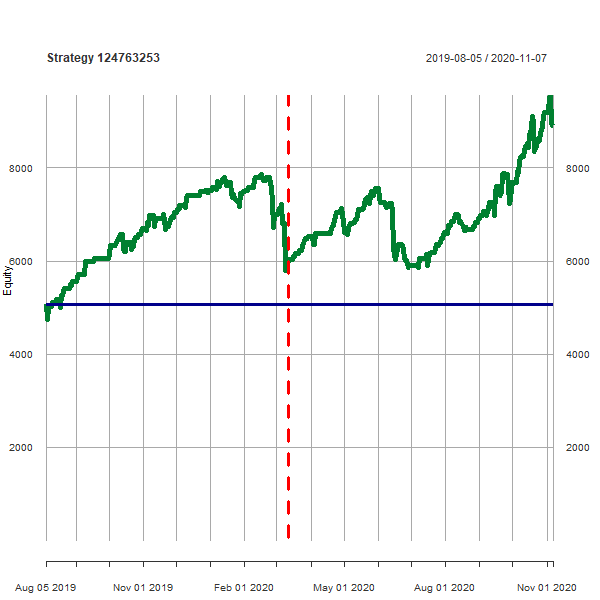 Strategy 124763253
2019-08-05 / 2020-11-07
8000
8000
6000
6000
Equity
4000
4000
2000
2000
Aug 05 2019
Nov 01 2019
Feb 01 2020
May 01 2020
Aug 01 2020
Nov 01 2020